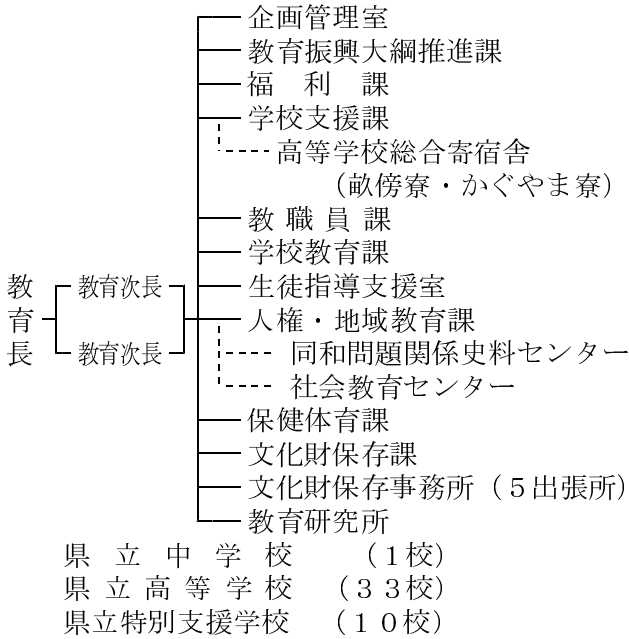 企画管理室
教育振興大綱推進課
福利課
学校支援課
高等学校総合寄宿舎
（畝傍寮・かぐやま寮）
教職員課
学校教育課
教育長
教育次長
教育次長
生徒指導支援室
人権・地域教育課
同和問題関係史料センター
社会教育センター
保健体育課
文化財保存課
文化財保存事務所（５出張所）
教育研究所
県立中学校　（１校）
県立高等学校　（３３校）
県立特別支援学校　（１０校）